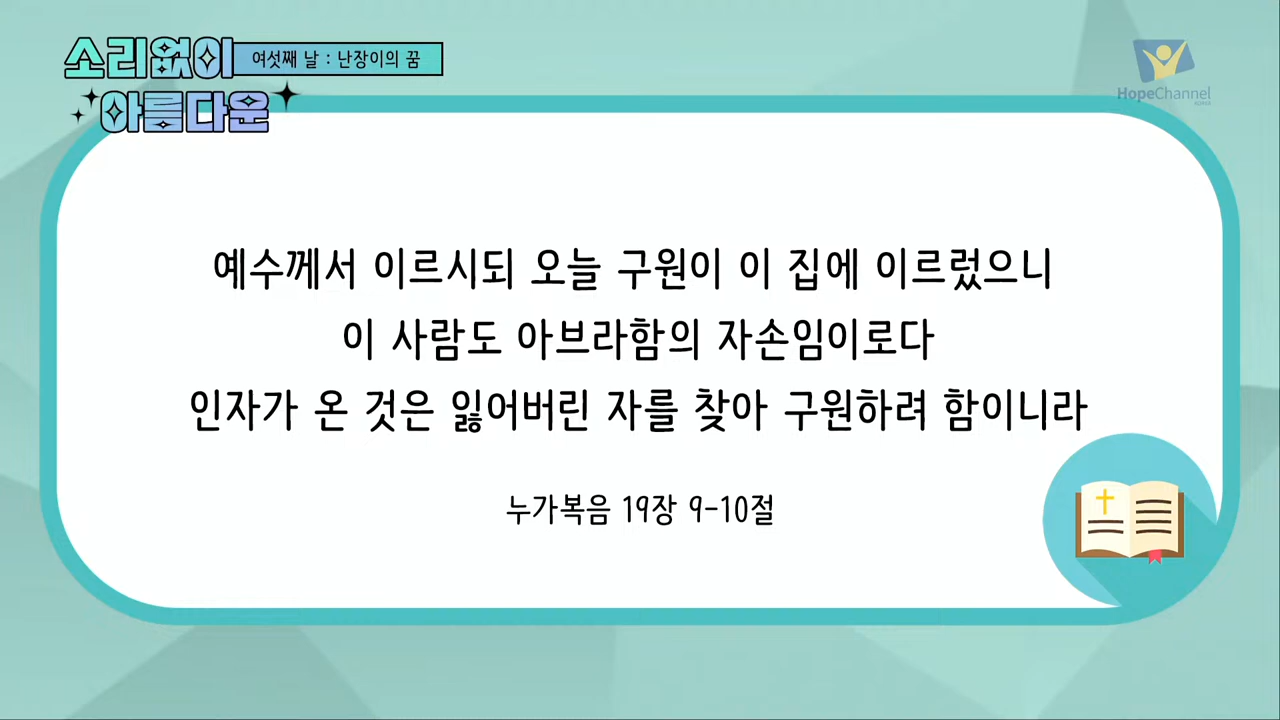 소리없이
여섯째 날 : 난장이의 꿈
아름다운
HopeChannel
KOREA
예수께서 이르시되 오늘 구원이 이 집에 이르렀으니
이 사람도 아브라함의 자손임이로다
인자가 온 것은 잃어버린 자를 찾아 구원하려 함이니라
누가복음 19장 9-10절